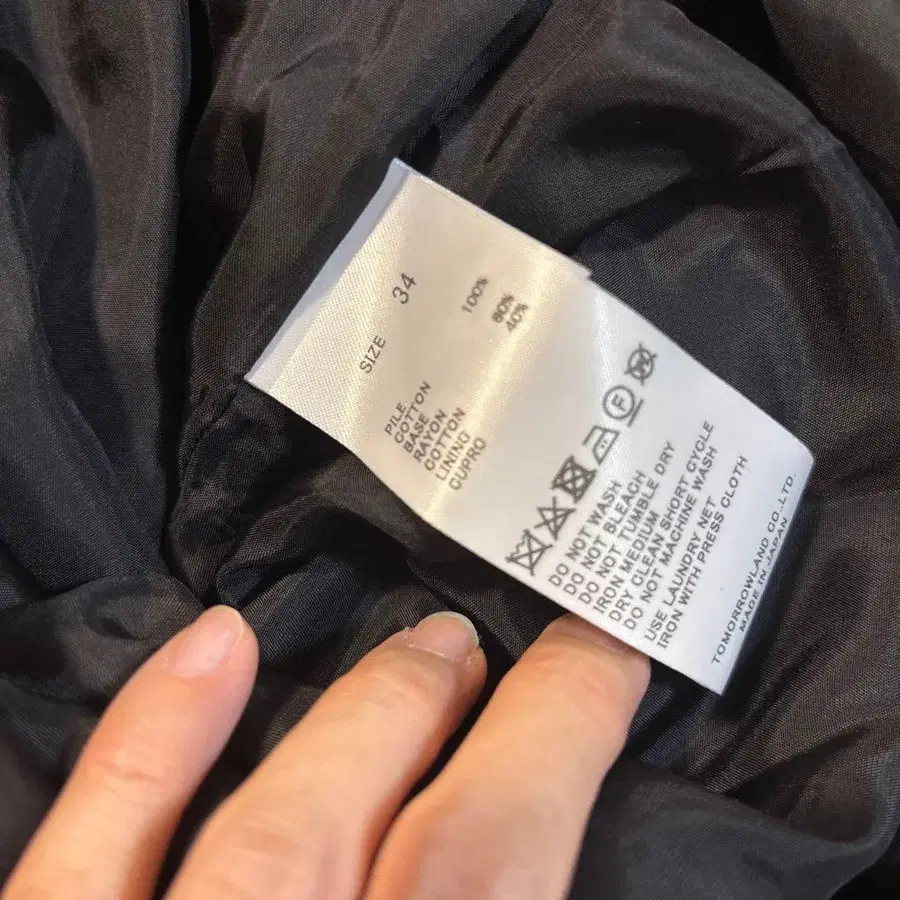 SIZE 34
PILE
COTTON 100%
BASE
RAYON 60%
COTTON 40%
LINING
CUPRO
F
DO NOT WASH
DO NOT BLEACH
DO NOT TUMBLE DRY
IRON MEDIUM
DRY CLEAN SHORT CYCLE
DO NOT MACHINE WASH
USE LAUNDRY NET
IRON WITH PRESS CLOTH
TOMORROWLAND CO.,LTD.
MADE IN JAPAN